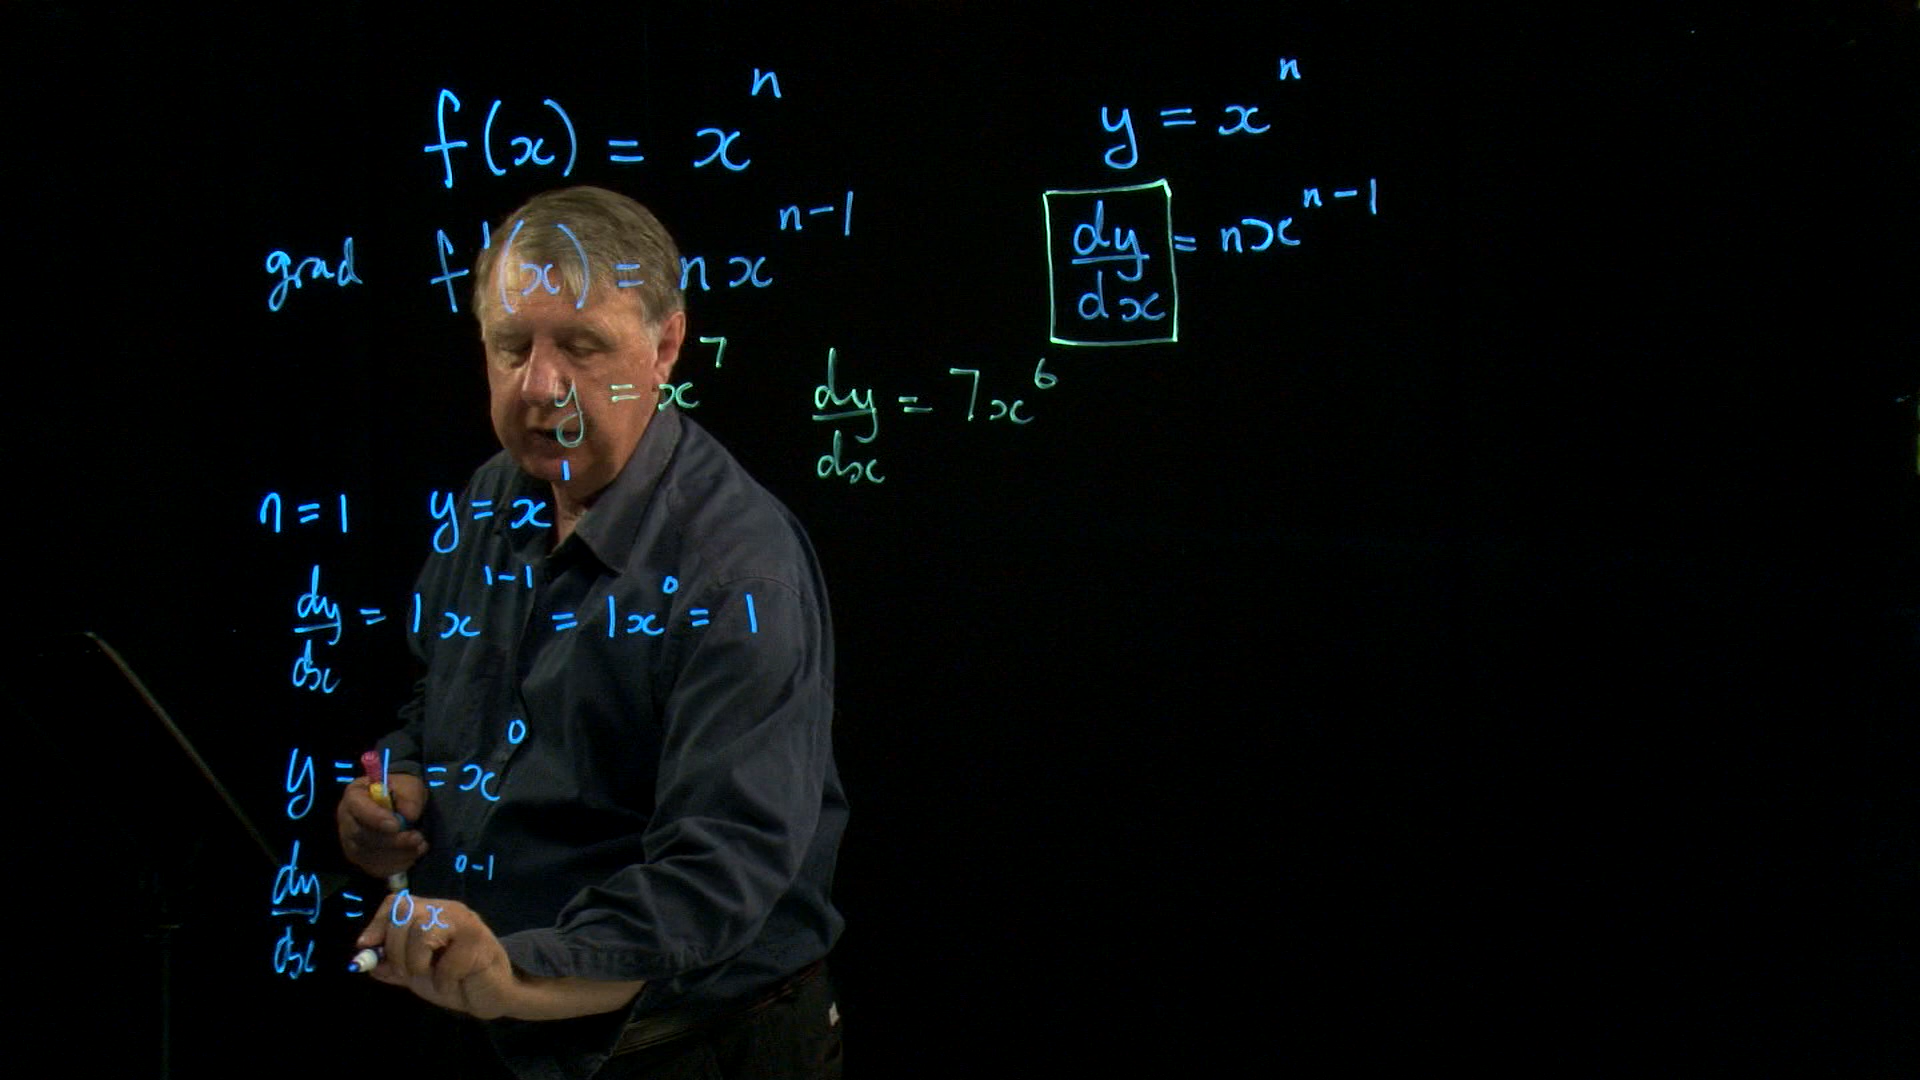 f(x) = x^n
grad f'(x) = nx^{n-1}
y = x^n
dy/dx = nx^{n-1}
y = x^7
dy/dx = 7x^6
n = 1 y = x^1
dy/dx = 1x^{1-1} = 1x^0 = 1
y = 1 = x^0
dy/dx = 0x^{0-1}